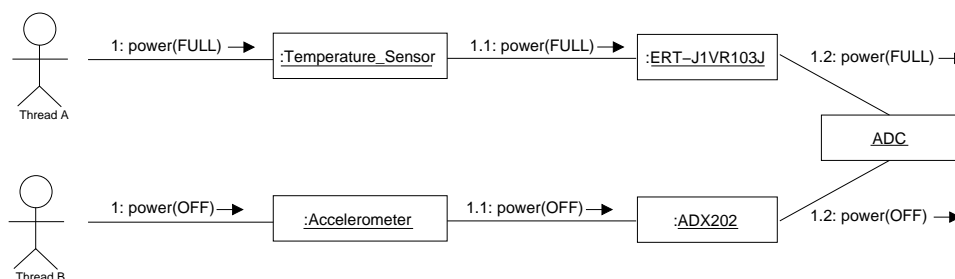 1: power(FULL)
:Temperature_Sensor
1.1: power(FULL)
:ERT–J1VR103J
1.2: power(FULL)
Thread A
ADC
1: power(OFF)
:Accelerometer
1.1: power(OFF)
:ADX202
1.2: power(OFF)
Thread B